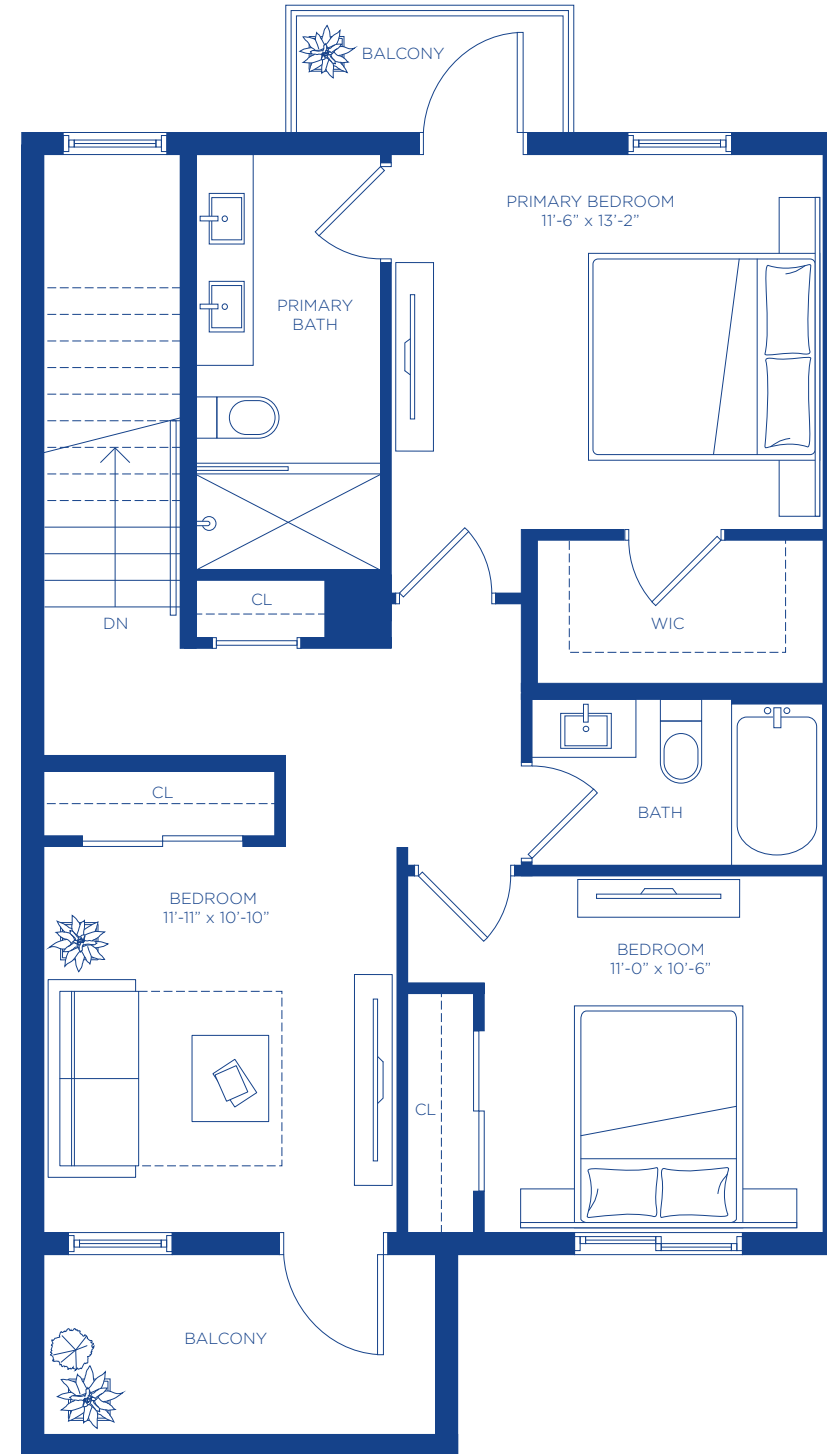 BALCONY
PRIMARY BEDROOM
11’-6” x 13’-2”
PRIMARY
BATH
CL
DN
WIC
CL
BATH
BEDROOM
11’-11” x 10’-10”
BEDROOM
11’-0” x 10’-6”
CL
BALCONY